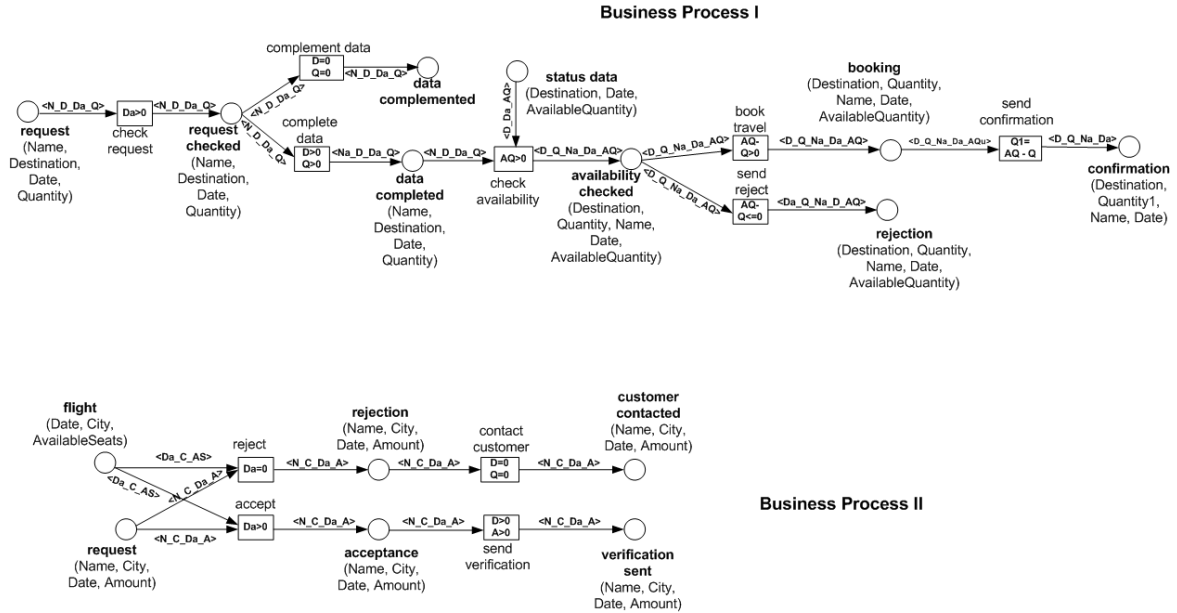 Business Process I
complement data
D=0
Q=0
<N_D_Da_Q>
<N_D_Da_Q>
data
complemented
<N_D_Da_Q>
Da>0
<N_D_Da_Q>
request
(Name,
Destination,
Date,
Quantity)
check
request
request
checked
(Name,
Destination,
Date,
Quantity)
<N_D_Da_Q>
complete
data
D>0
Q>0
<Na_D_Da_Q>
data
completed
(Name,
Destination,
Date,
Quantity)
<N_D_Da_Q>
status data
(Destination, Date,
AvailableQuantity)
<D_Da_AQ>
AQ>0
check
availability
<D_Q_Na_Da_AQ>
availability
checked
(Destination,
Quantity, Name,
Date,
AvailableQuantity)
<D_Q_Na_Da_AQ>
<D_Q_Na_Da_AQ>
book
travel
AQ-
Q>0
<D_Q_Na_Da_AQ>
booking
(Destination, Quantity,
Name, Date,
AvailableQuantity)
<D_Q_Na_Da_AQu>
send
confirmation
Q1=
AQ - Q
<D_Q_Na_Da>
confirmation
(Destination,
Quantity1,
Name, Date)
send
reject
AQ-
Q<=0
<Da_Q_Na_D_AQ>
rejection
(Destination, Quantity,
Name, Date,
AvailableQuantity)
flight
(Date, City,
AvailableSeats)
<Da_C_AS>
<Da_C_AS>
<N_C_Da_A>
reject
Da=0
<N_C_Da_A>
rejection
(Name, City,
Date, Amount)
<N_C_Da_A>
contact
customer
D=0
Q=0
<N_C_Da_A>
customer
contacted
(Name, City,
Date, Amount)
Business Process II
request
(Name, City,
Date, Amount)
<N_C_Da_A>
accept
Da>0
<N_C_Da_A>
acceptance
(Name, City,
Date, Amount)
<N_C_Da_A>
D>0
A>0
send
verification
<N_C_Da_A>
verification
sent
(Name, City,
Date, Amount)